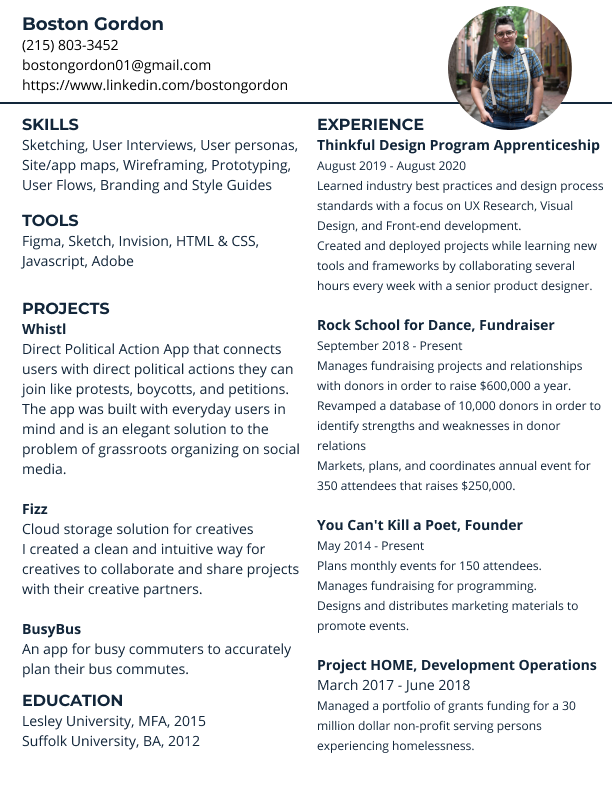 Boston Gordon
(215) 803-3452
bostongordon01@gmail.com
https://www.linkedin.com/bostongordon
SKILLS
Sketching, User Interviews, User personas,
Site/app maps, Wireframing, Prototyping,
User Flows, Branding and Style Guides
TOOLS
Figma, Sketch, Invision, HTML & CSS,
Javascript, Adobe
PROJECTS
Whistl
Direct Political Action App that connects
users with direct political actions they can
join like protests, boycotts, and petitions.
The app was built with everyday users in
mind and is an elegant solution to the
problem of grassroots organizing on social
media.
Fizz
Cloud storage solution for creatives
I created a clean and intuitive way for
creatives to collaborate and share projects
with their creative partners.
BusyBus
An app for busy commuters to accurately
plan their bus commutes.
EDUCATION
Lesley University, MFA, 2015
Suffolk University, BA, 2012
EXPERIENCE
Thinkful Design Program Apprenticeship
August 2019 - August 2020
Learned industry best practices and design process
standards with a focus on UX Research, Visual
Design, and Front-end development.
Created and deployed projects while learning new
tools and frameworks by collaborating several
hours every week with a senior product designer.
Rock School for Dance, Fundraiser
September 2018 - Present
Manages fundraising projects and relationships
with donors in order to raise $600,000 a year.
Revamped a database of 10,000 donors in order to
identify strengths and weaknesses in donor
relations
Markets, plans, and coordinates annual event for
350 attendees that raises $250,000.
You Can't Kill a Poet, Founder
May 2014 - Present
Plans monthly events for 150 attendees.
Manages fundraising for programming.
Designs and distributes marketing materials to
promote events.
Project HOME, Development Operations
March 2017 - June 2018
Managed a portfolio of grants funding for a 30
million dollar non-profit serving persons
experiencing homelessness.